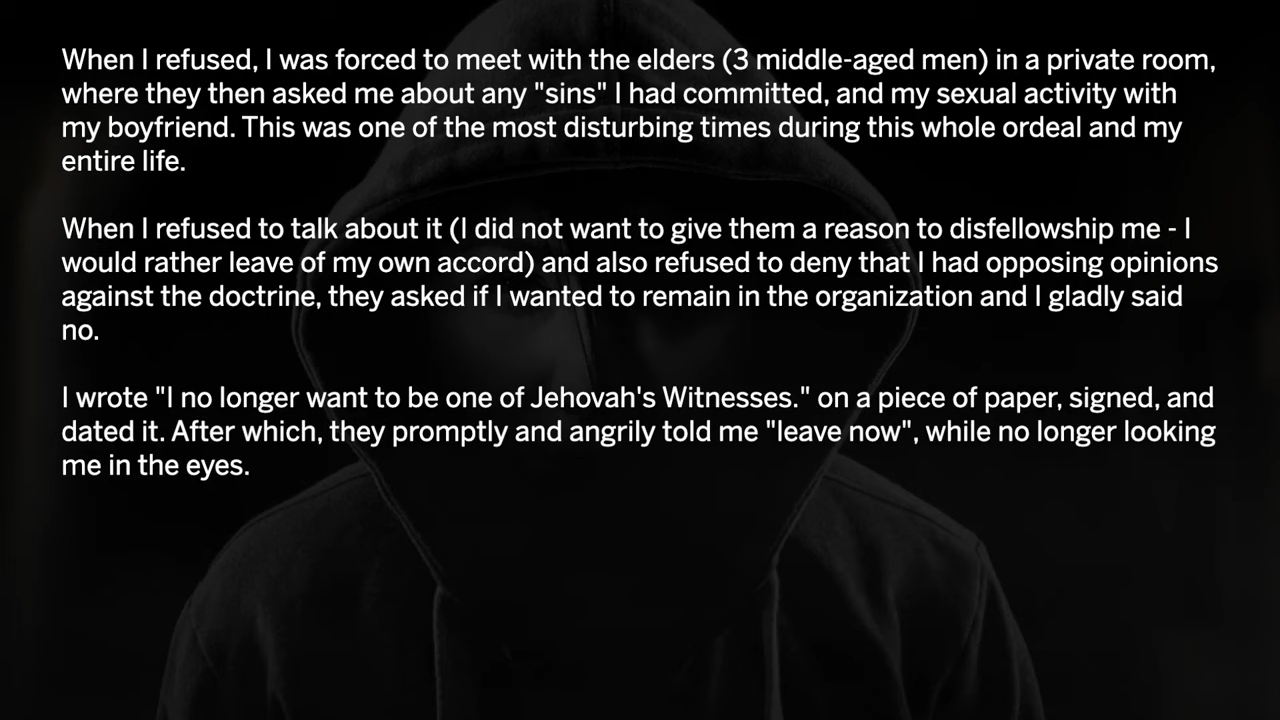 When I refused, I was forced to meet with the elders (3 middle-aged men) in a private room,
where they then asked me about any "sins" I had committed, and my sexual activity with
my boyfriend. This was one of the most disturbing times during this whole ordeal and my
entire life.
When I refused to talk about it (I did not want to give them a reason to disfellowship me - I
would rather leave of my own accord) and also refused to deny that I had opposing opinions
against the doctrine, they asked if I wanted to remain in the organization and I gladly said
no.
I wrote "I no longer want to be one of Jehovah's Witnesses." on a piece of paper, signed, and
dated it. After which, they promptly and angrily told me "leave now", while no longer looking
me in the eyes.